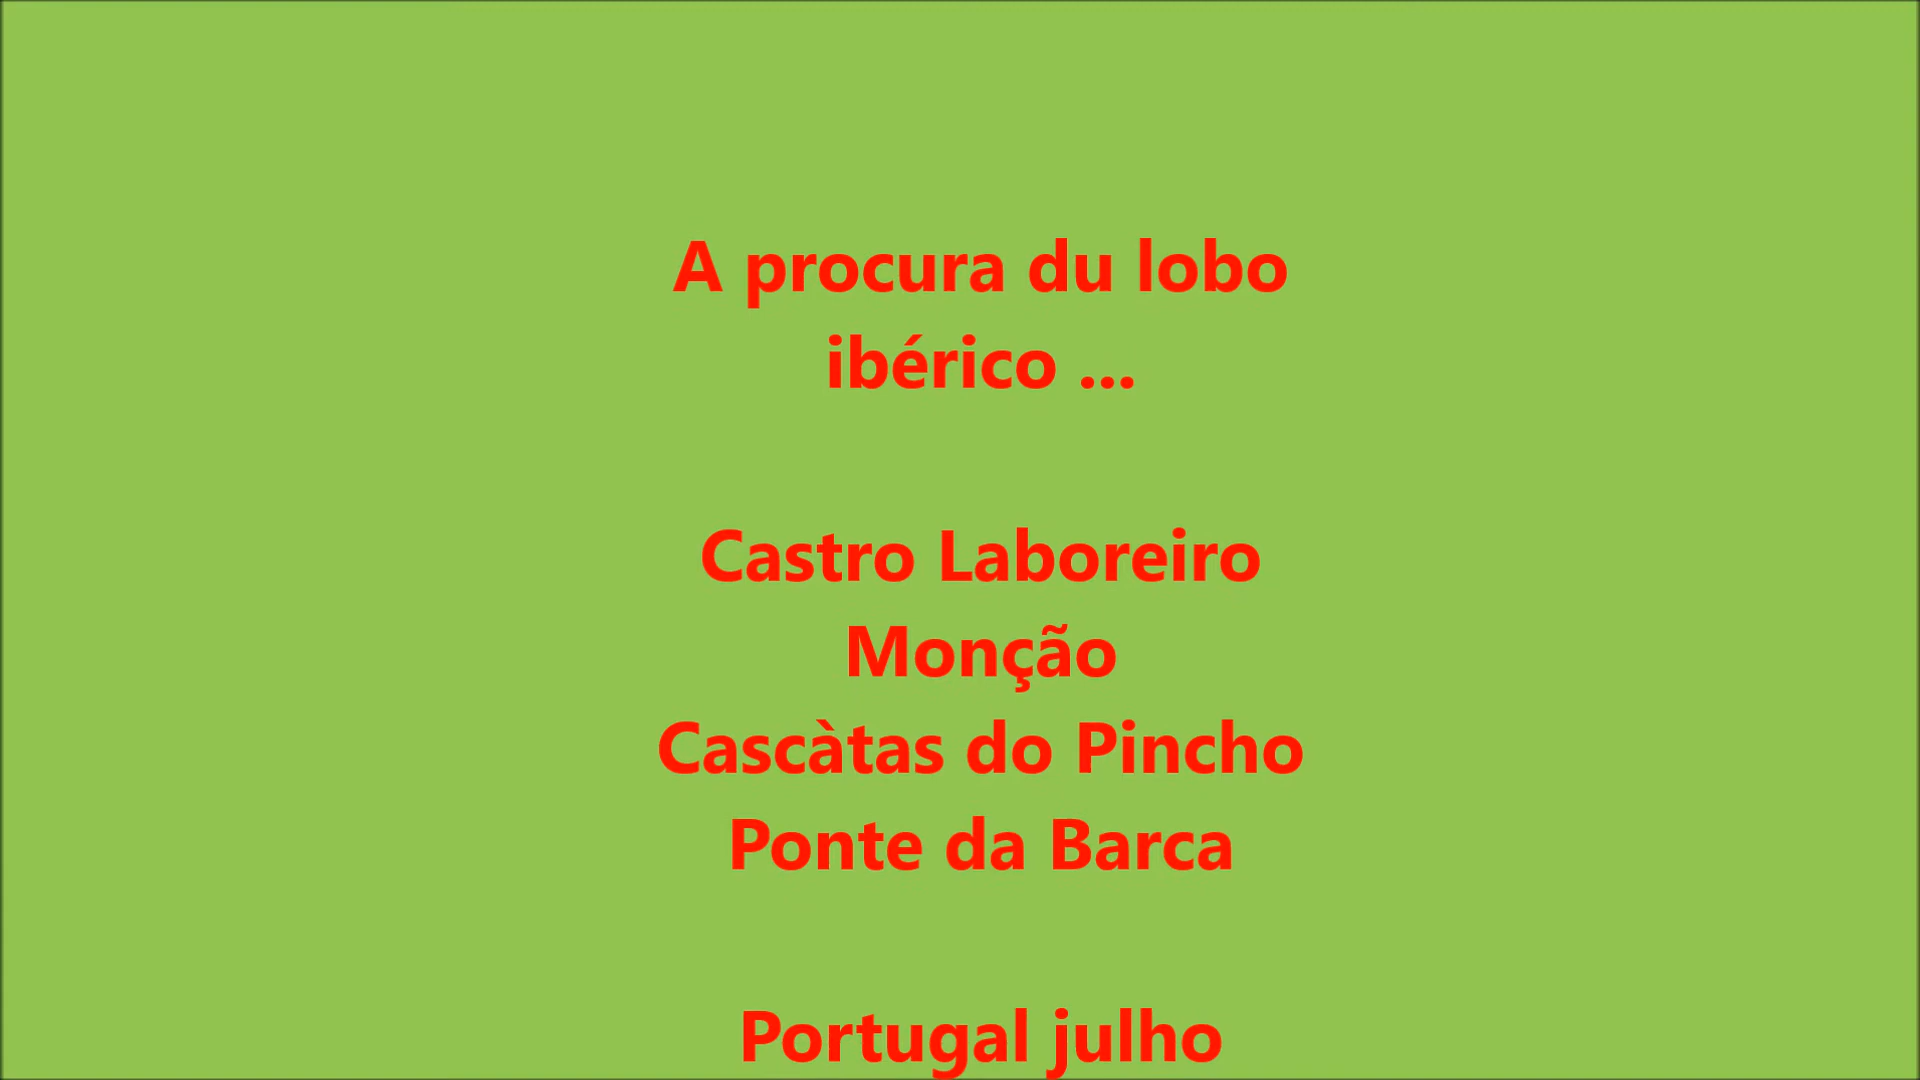 A procura du lobo
ibérico ...
Castro Laboreiro
Monção
Cascàtas do Pincho
Ponte da Barca
Portugal julho